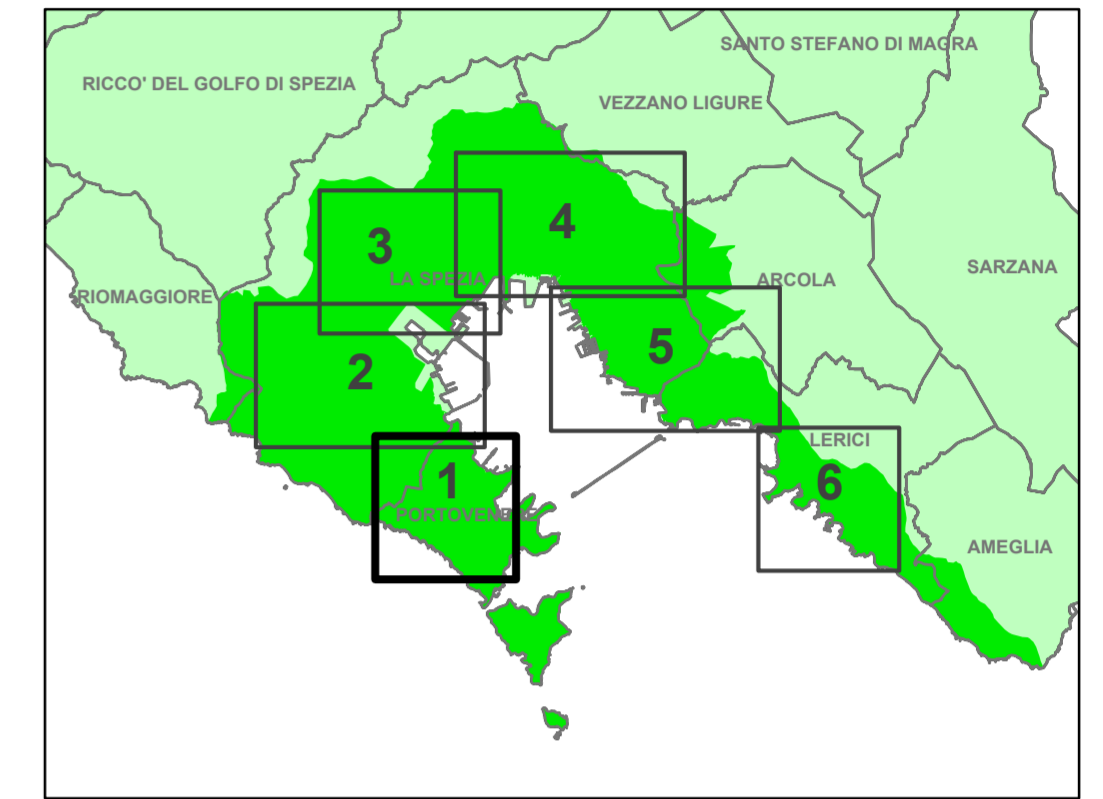 SANTO STEFANO DI MAGRA
RICCO' DEL GOLFO DI SPEZIA
VEZZANO LIGURE
4
3
LA SPEZIA
SARZANA
ARCOLA
RIOMAGGIORE
5
2
LERICI
1
6
PORTOVENERE
AMEGLIA